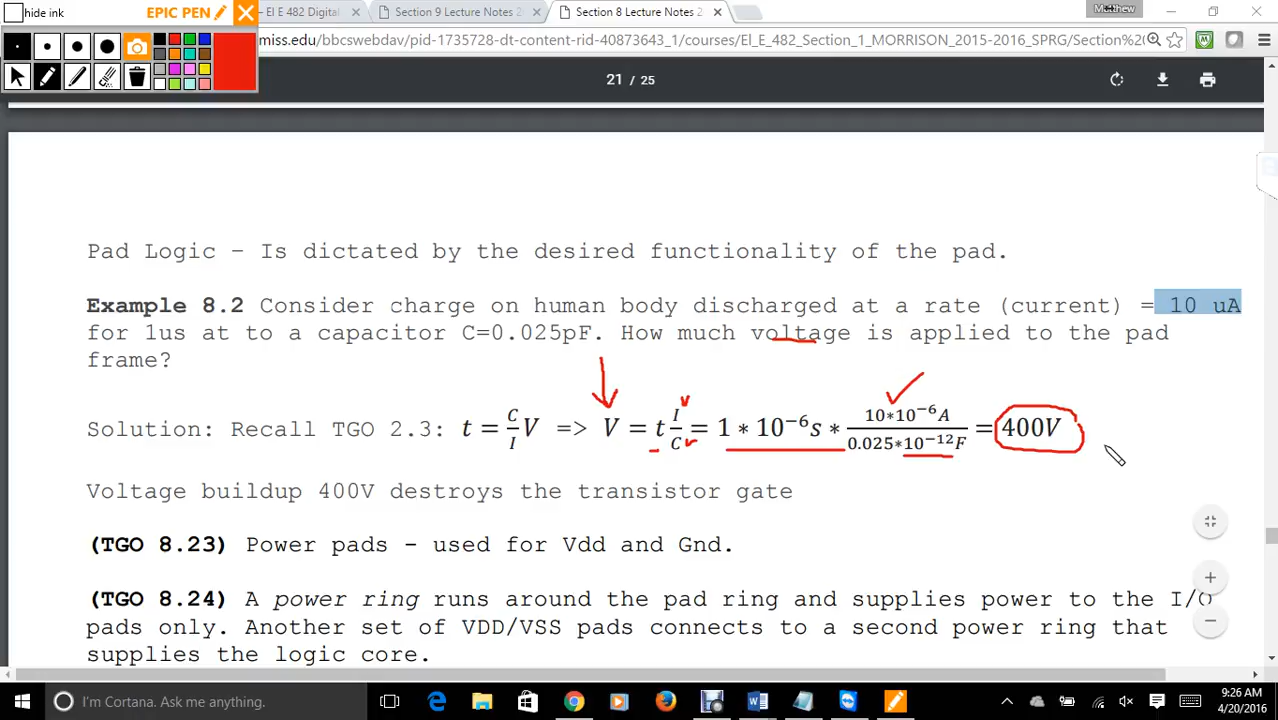 hide ink EPIC PEN
– El E 482 Digital
Section 9 Lecture Notes 2
Section 8 Lecture Notes 2
Matthew
miss.edu/bbcswebdav/pid-1735728-dt-content-rid-40873643_1/courses/El_E_482_Section_1_MORRISON_2015-2016_SPRG/Section%20
21 / 25
Pad Logic – Is dictated by the desired functionality of the pad.
Example 8.2 Consider charge on human body discharged at a rate (current) = 10 uA
for 1us at to a capacitor C=0.025pF. How much voltage is applied to the pad
frame?
Solution: Recall TGO 2.3: t = C/I V => V = t I/C = 1 ∗ 10⁻⁶s ∗ 10∗10⁻⁶A/0.025∗10⁻¹²F = 400V
Voltage buildup 400V destroys the transistor gate
(TGO 8.23) Power pads - used for Vdd and Gnd.
(TGO 8.24) A power ring runs around the pad ring and supplies power to the I/O
pads only. Another set of VDD/VSS pads connects to a second power ring that
supplies the logic core.
I'm Cortana. Ask me anything.
9:26 AM
4/20/2016